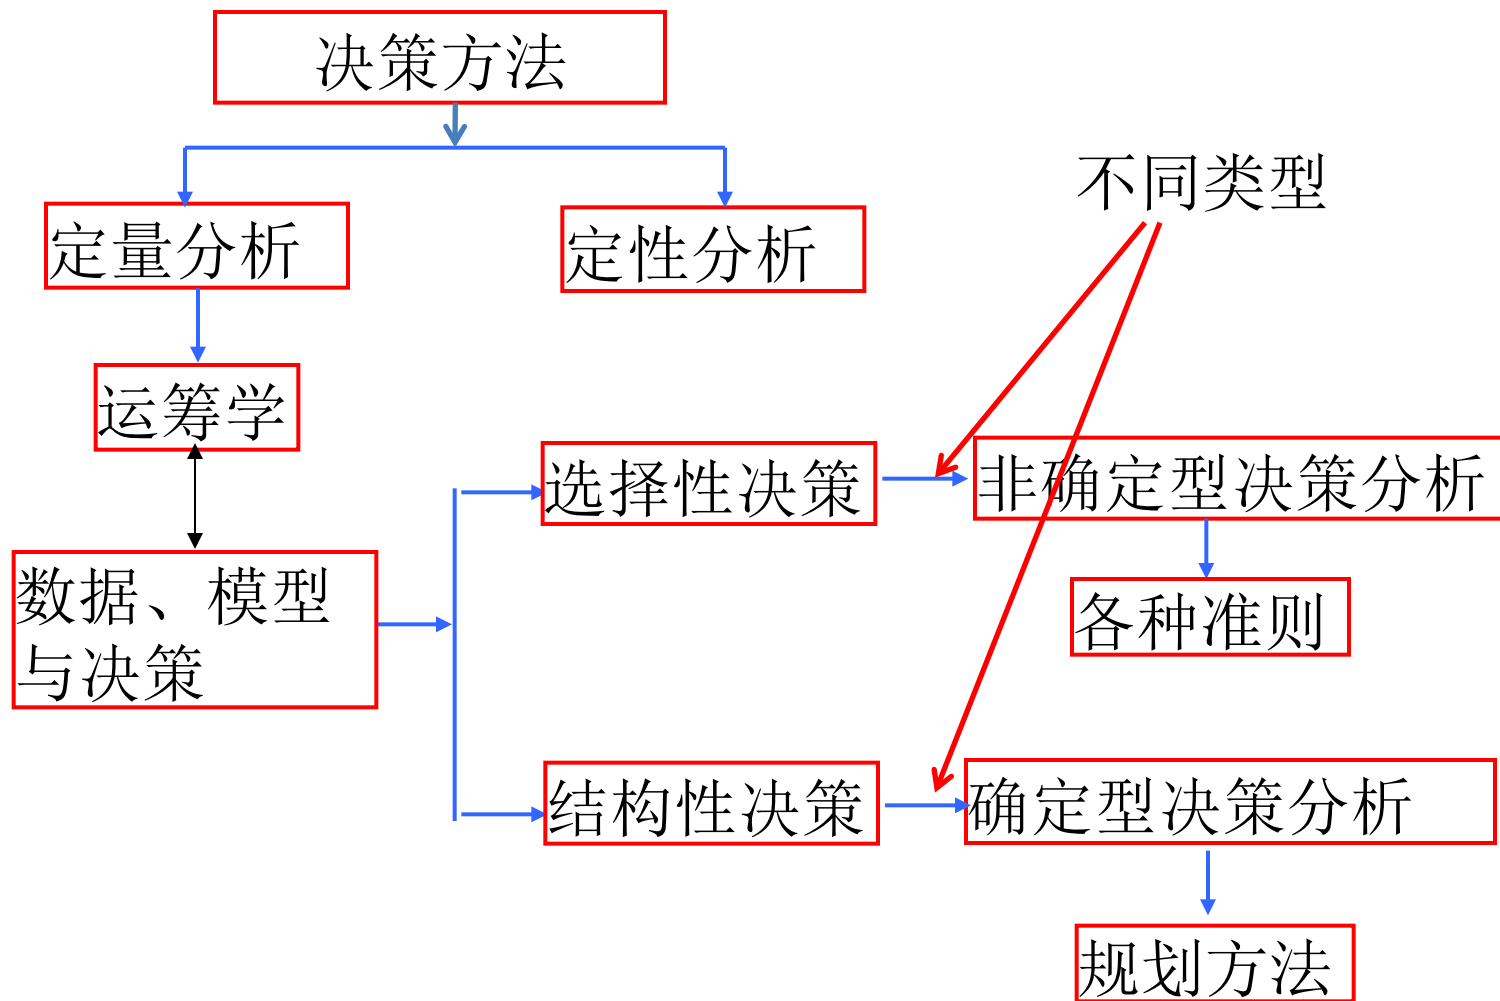 决策方法
不同类型
定量分析
定性分析
运筹学
选择性决策
非确定型决策分析
数据、模型
与决策
各种准则
结构性决策
确定型决策分析
规划方法